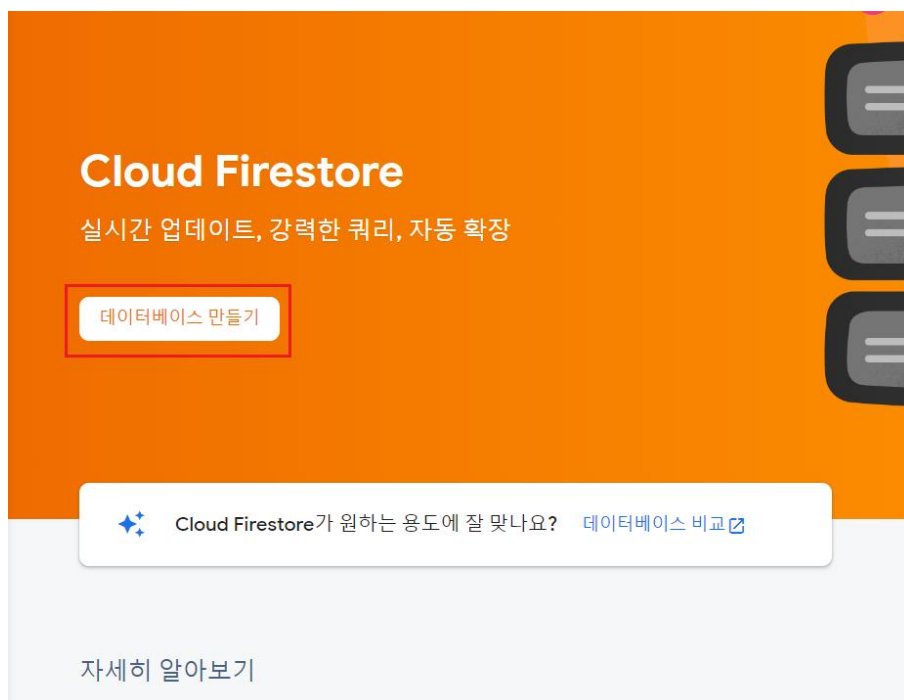 Cloud Firestore
실시간 업데이트, 강력한 쿼리, 자동 확장
데이터베이스 만들기
Cloud Firestore가 원하는 용도에 잘 맞나요? 데이터베이스 비교
자세히 알아보기